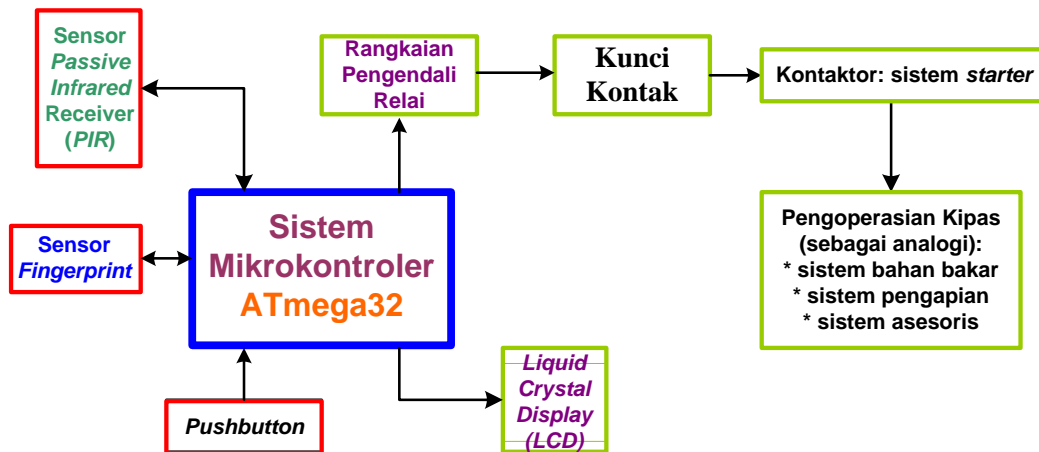 Sensor
Passive
Infrared
Receiver
(PIR)
Rangkaian
Pengendali
Relai
Kunci
Kontak
Kontaktor: sistem starter
Sensor
Fingerprint
Sistem
Mikrokontroler
ATmega32
Pengoperasian Kipas
(sebagai analogi):
* sistem bahan bakar
* sistem pengapian
* sistem asesoris
Pushbutton
Liquid
Crystal
Display
(LCD)